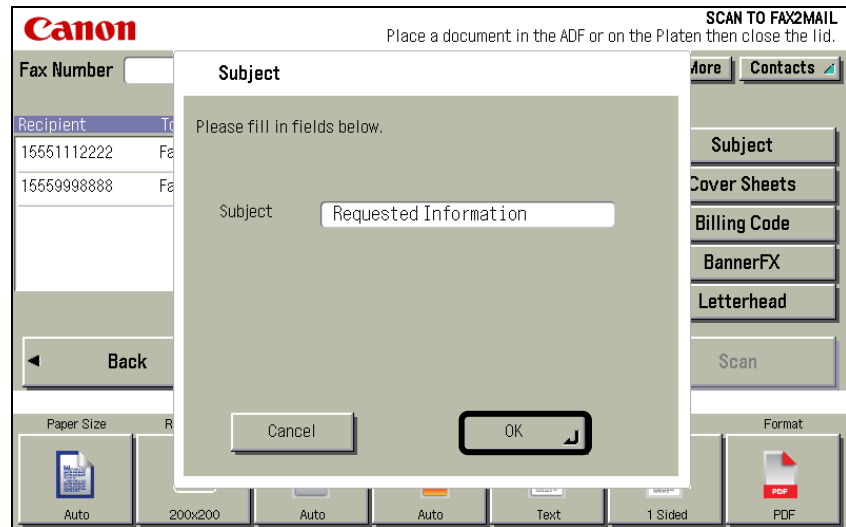 Canon
SCAN TO FAX2MAIL
Place a document in the ADF or on the Platen then close the lid.
Fax Number
More
Contacts
Subject
Recipient
Please fill in fields below.
15551112222
15559998888
Subject Requested Information
Subject
Cover Sheets
Billing Code
BannerFX
Letterhead
Back
Scan
Cancel
OK
Paper Size
Format
PDF
Auto
200x200
Auto
Auto
Text
1 Sided
PDF